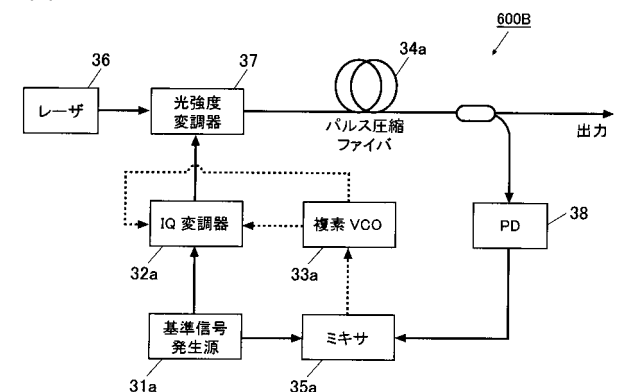 600B
36
37
34a
レーザ
光強度
変調器
パルス圧縮
ファイバ
出力
IQ 変調器
複素 VCO
PD
38
32a
33a
基準信号
発生源
ミキサ
31a
35a